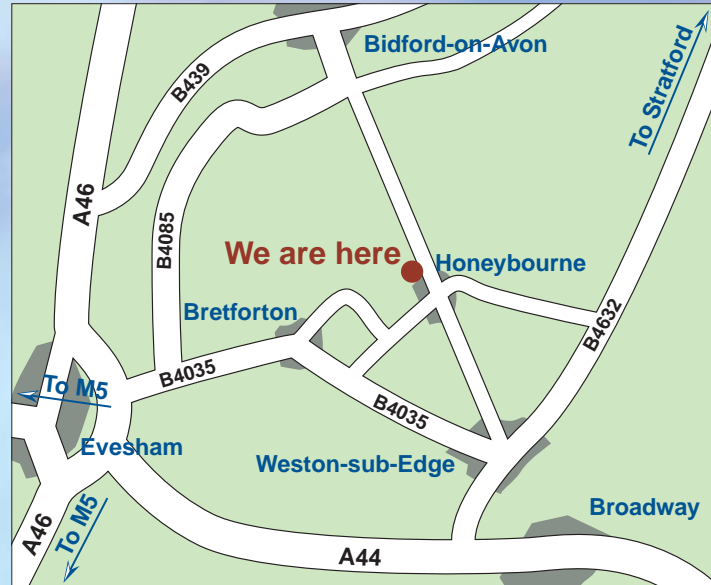 Bidford-on-Avon
B439
To Stratford
A46
B4085
We are here
Honeybourne
Bretforton
B4632
B4035
To M5
B4035
Evesham
Weston-sub-Edge
Broadway
A46
To M5
A44